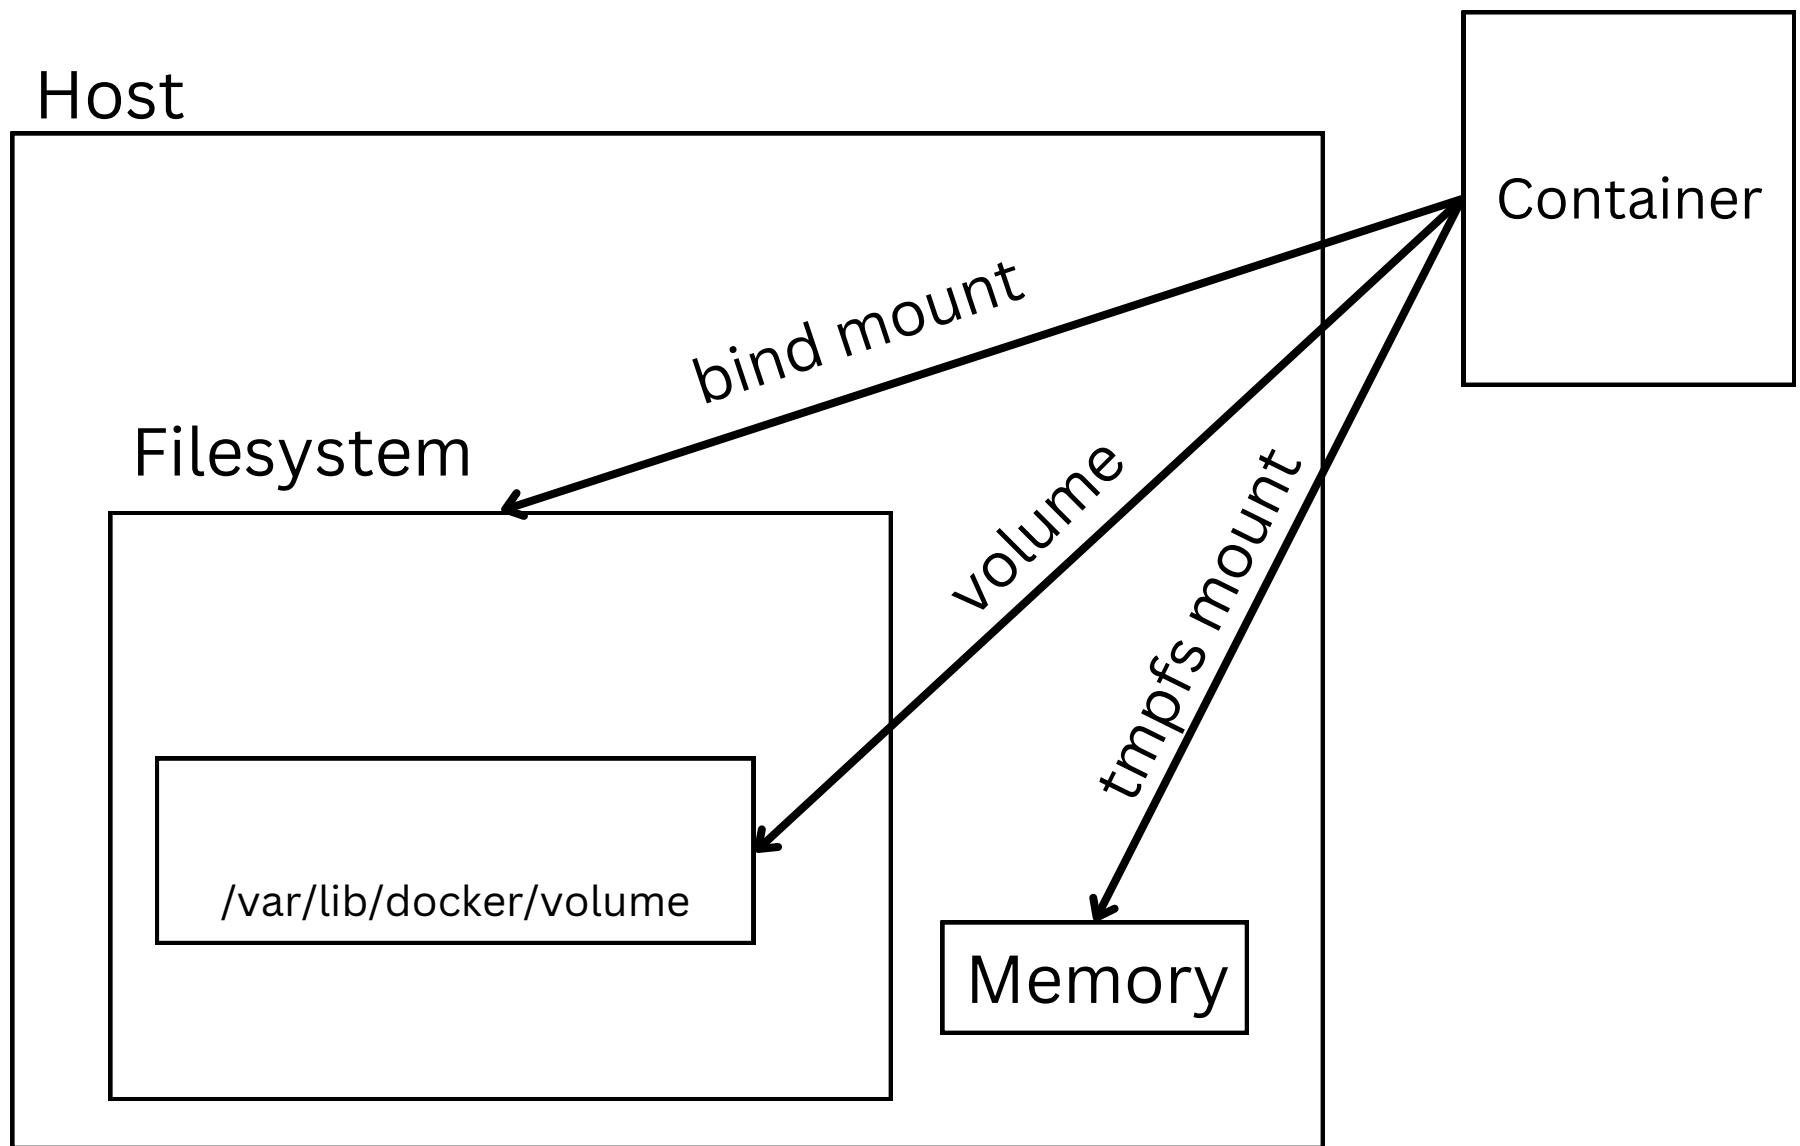 Host
Container
bind mount
Filesystem
volume
tmpfs mount
/var/lib/docker/volume
Memory